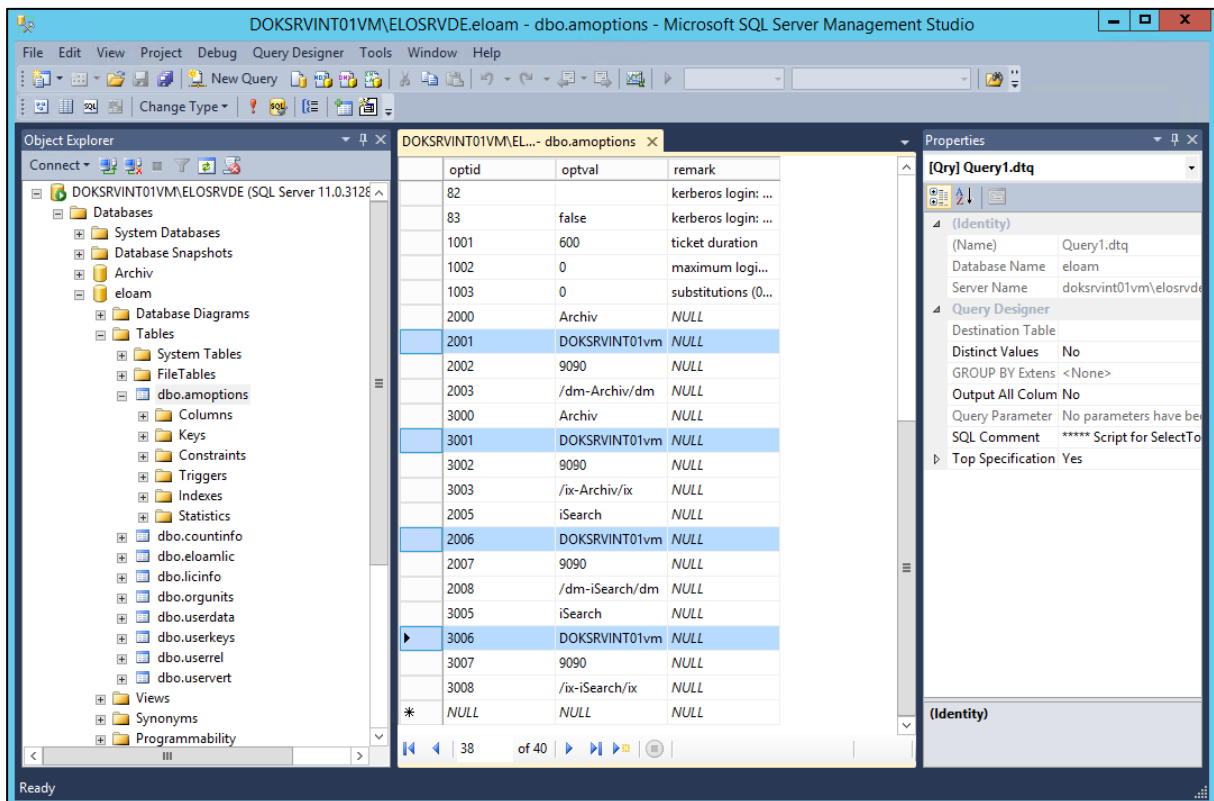 DOKSRVINT01VM\ELOSRVDE.eloam - dbo.amoptions - Microsoft SQL Server Management Studio
File Edit View Project Debug Query Designer Tools Window Help
New Query
Change Type
Object Explorer
Connect
DOKSRVINT01VM\ELOSRVDE (SQL Server 11.0.3128
Databases
System Databases
Database Snapshots
Archiv
eloam
Database Diagrams
Tables
System Tables
FileTables
dbo.amoptions
Columns
Keys
Constraints
Triggers
Indexes
Statistics
dbo.countinfo
dbo.eloamlic
dbo.licinfo
dbo.orgunits
dbo.userdata
dbo.userkeys
dbo.userrel
dbo.uservert
Views
Synonyms
Programmability
DOKSRVINT01VM\EL...- dbo.amoptions
optid optval remark
82 kerberos login: ...
83 false kerberos login: ...
1001 600 ticket duration
1002 0 maximum logi...
1003 0 substitutions (0...
2000 Archiv NULL
2001 DOKSRVINT01vm NULL
2002 9090 NULL
2003 /dm-Archiv/dm NULL
3000 Archiv NULL
3001 DOKSRVINT01vm NULL
3002 9090 NULL
3003 /ix-Archiv/ix NULL
2005 iSearch NULL
2006 DOKSRVINT01vm NULL
2007 9090 NULL
2008 /dm-iSearch/dm NULL
3005 iSearch NULL
3006 DOKSRVINT01vm NULL
3007 9090 NULL
3008 /ix-iSearch/ix NULL
NULL NULL NULL
38 of 40
Properties
[Qry] Query1.dtq
(Identity)
(Name) Query1.dtq
Database Name eloam
Server Name doksrvint01vm\elosrvde
Query Designer
Destination Table
Distinct Values No
GROUP BY Extens <None>
Output All Colum No
Query Parameter No parameters have bee
SQL Comment ***** Script for SelectTo
Top Specification Yes
(Identity)
Ready